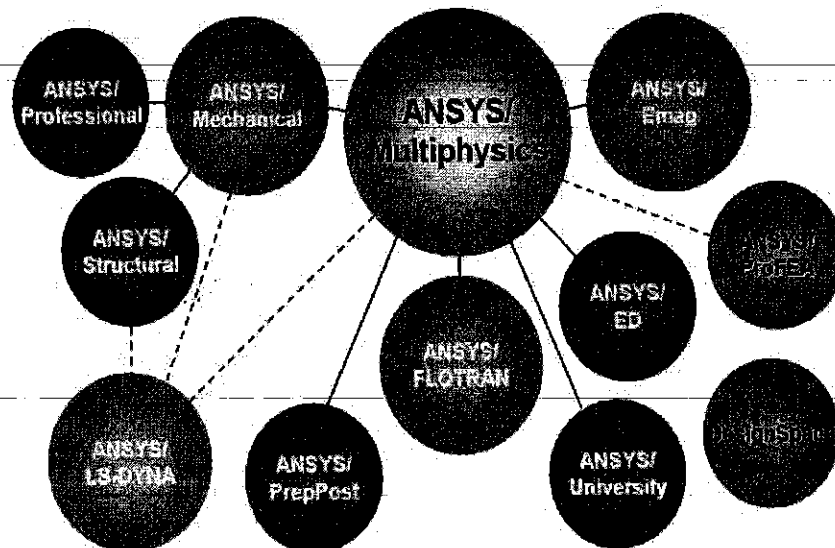 ANSYS/
Professional
ANSYS/
Mechanical
ANSYS/
Multiphysics
ANSYS/
Emag
ANSYS/
Structural
ANSYS/
ANSYS/
ED
ANSYS/
FLOTRAN
ANSYS/
LS-DYNA
ANSYS/
PrepPost
ANSYS/
University